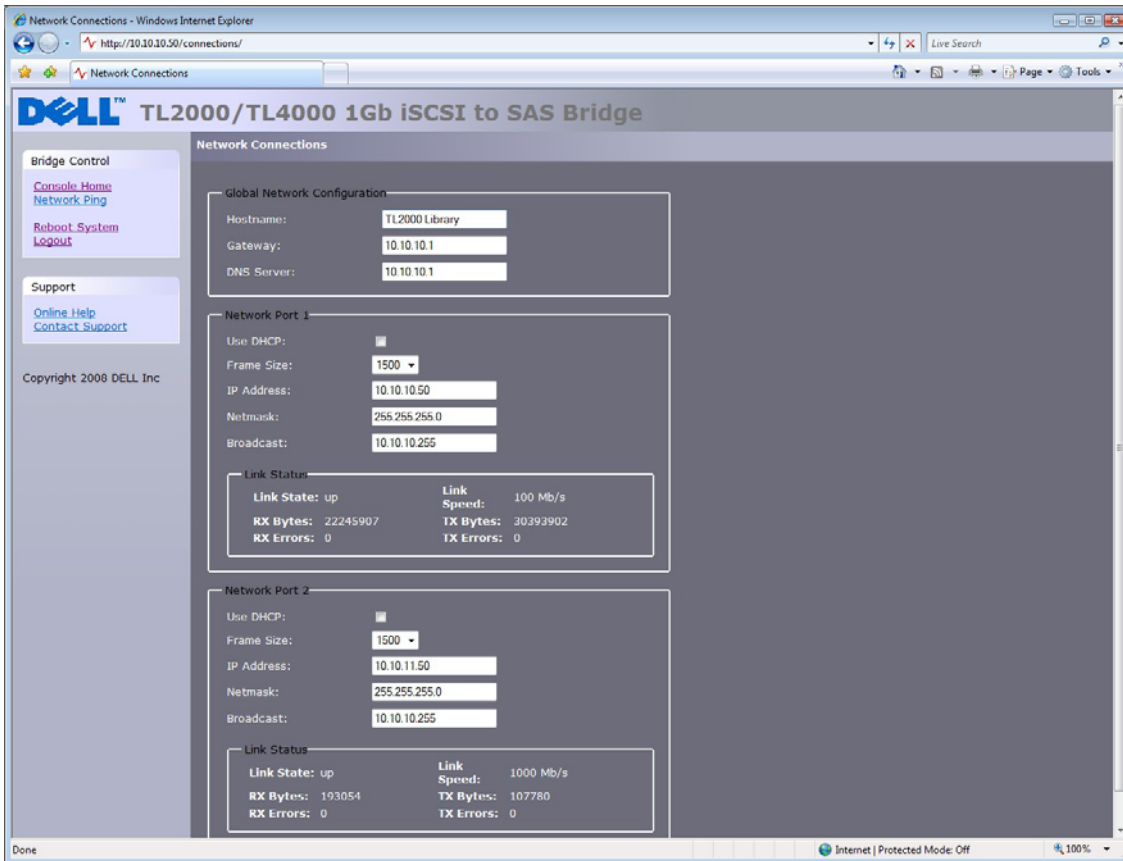 Network Connections - Windows Internet Explorer
http://10.10.10.50/connections/
Live Search
Network Connections
Page
Tools
DELL™ TL2000/TL4000 1Gb iSCSI to SAS Bridge
Network Connections
Bridge Control
Console Home
Network Ping
Reboot System
Logout
Support
Online Help
Contact Support
Copyright 2008 DELL Inc
Global Network Configuration
Hostname: TL2000 Library
Gateway: 10.10.10.1
DNS Server: 10.10.10.1
Network Port 1
Use DHCP:
Frame Size: 1500
IP Address: 10.10.10.50
Netmask: 255.255.255.0
Broadcast: 10.10.10.255
Link Status
Link State: up Link Speed: 100 Mb/s
RX Bytes: 22245907 TX Bytes: 30393902
RX Errors: 0 TX Errors: 0
Network Port 2
Use DHCP:
Frame Size: 1500
IP Address: 10.10.11.50
Netmask: 255.255.255.0
Broadcast: 10.10.10.255
Link Status
Link State: up Link Speed: 1000 Mb/s
RX Bytes: 193054 TX Bytes: 107780
RX Errors: 0 TX Errors: 0
Done
Internet | Protected Mode: Off
100%